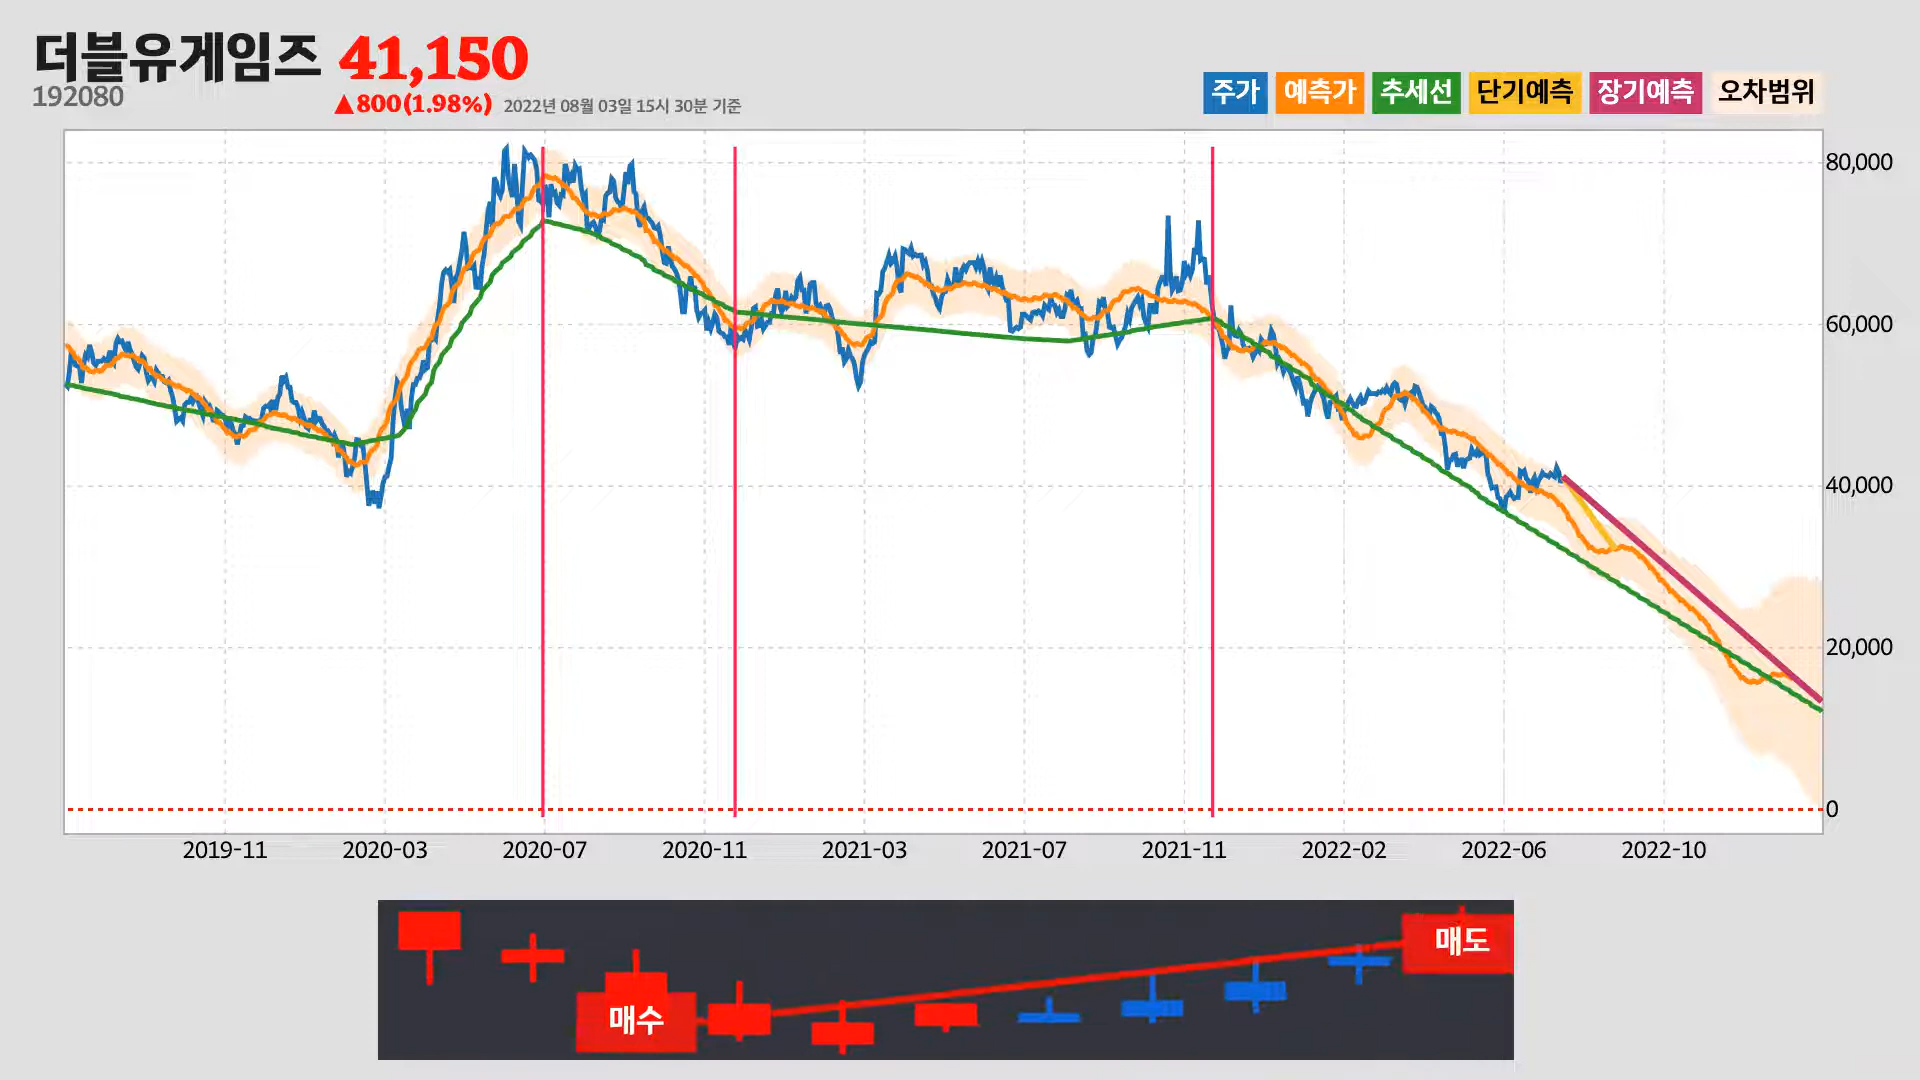 더블유게임즈 41,150
192080
▲800(1.98%) 2022년 08월 03일 15시 30분 기준
주가 예측가 추세선 단기예측 장기예측 오차범위
80,000
60,000
40,000
20,000
0
2019-11 2020-03 2020-07 2020-11 2021-03 2021-07 2021-11 2022-02 2022-06 2022-10
매도
매수